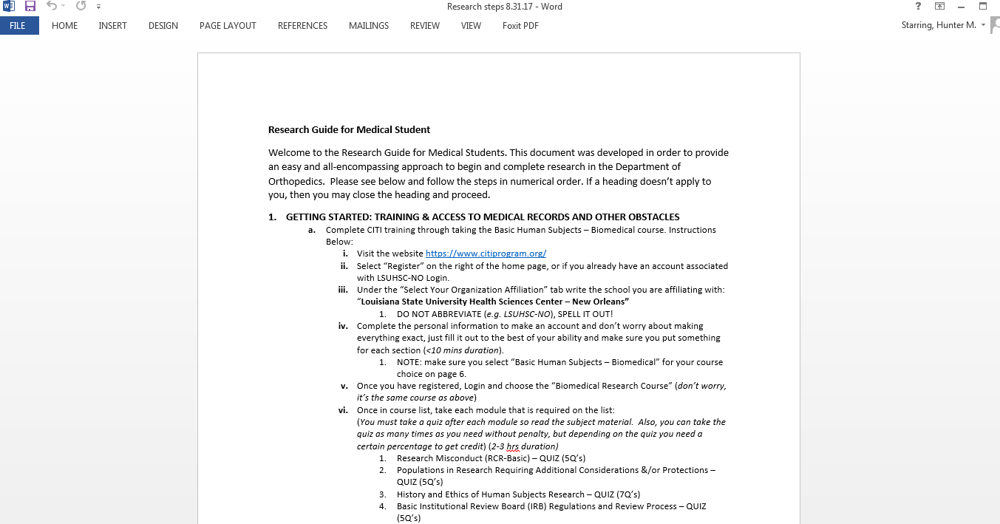 Research steps 8.31.17 - Word
?
FILE HOME INSERT DESIGN PAGE LAYOUT REFERENCES MAILINGS REVIEW VIEW Foxit PDF Starring, Hunter M.
Research Guide for Medical Student
Welcome to the Research Guide for Medical Students. This document was developed in order to provide
an easy and all-encompassing approach to begin and complete research in the Department of
Orthopedics.  Please see below and follow the steps in numerical order. If a heading doesn't apply to
you, then you may close the heading and proceed.
1. GETTING STARTED: TRAINING & ACCESS TO MEDICAL RECORDS AND OTHER OBSTACLES
a. Complete CITI training through taking the Basic Human Subjects – Biomedical course. Instructions
Below:
i. Visit the website https://www.citiprogram.org/
ii. Select “Register” on the right of the home page, or if you already have an account associated
with LSUHSC-NO Login.
iii. Under the “Select Your Organization Affiliation” tab write the school you are affiliating with:
“Louisiana State University Health Sciences Center – New Orleans”
1. DO NOT ABBREVIATE (e.g. LSUHSC-NO), SPELL IT OUT!
iv. Complete the personal information to make an account and don't worry about making
everything exact, just fill it out to the best of your ability and make sure you put something
for each section (<10 mins duration).
1. NOTE: make sure you select “Basic Human Subjects – Biomedical” for your course
choice on page 6.
v. Once you have registered, Login and choose the “Biomedical Research Course” (don't worry,
it's the same course as above)
vi. Once in course list, take each module that is required on the list:
(You must take a quiz after each module so read the subject material.  Also, you can take the
quiz as many times as you need without penalty, but depending on the quiz you need a
certain percentage to get credit) (2-3 hrs duration)
1. Research Misconduct (RCR-Basic) – QUIZ (5Q's)
2. Populations in Research Requiring Additional Considerations &/or Protections –
QUIZ (5Q's)
3. History and Ethics of Human Subjects Research – QUIZ (7Q's)
4. Basic Institutional Review Board (IRB) Regulations and Review Process – QUIZ
(5Q's)